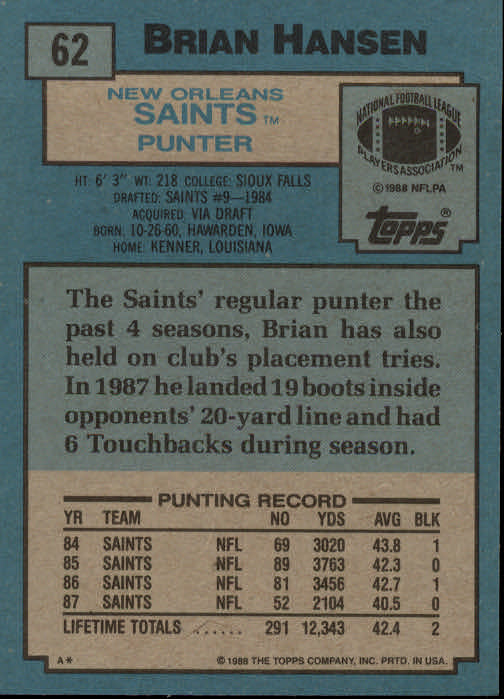 62
BRIAN HANSEN
NEW ORLEANS
SAINTS TM
PUNTER
NATIONAL FOOTBALL LEAGUE
PLAYERS ASSOCIATION TM
© 1988 NFLPA
Topps®
HT: 6' 3" WT: 218 COLLEGE: SIOUX FALLS
DRAFTED: SAINTS #9—1984
ACQUIRED: VIA DRAFT
BORN: 10-26-60, HAWARDEN, IOWA
HOME: KENNER, LOUISIANA
The Saints' regular punter the
past 4 seasons, Brian has also
held on club's placement tries.
In 1987 he landed 19 boots inside
opponents' 20-yard line and had
6 Touchbacks during season.
PUNTING RECORD
YR TEAM NO YDS AVG BLK
84 SAINTS NFL 69 3020 43.8 1
85 SAINTS NFL 89 3763 42.3 0
86 SAINTS NFL 81 3456 42.7 1
87 SAINTS NFL 52 2104 40.5 0
LIFETIME TOTALS ...... 291 12,343 42.4 2
A* © 1988 THE TOPPS COMPANY, INC. PRTD. IN USA.